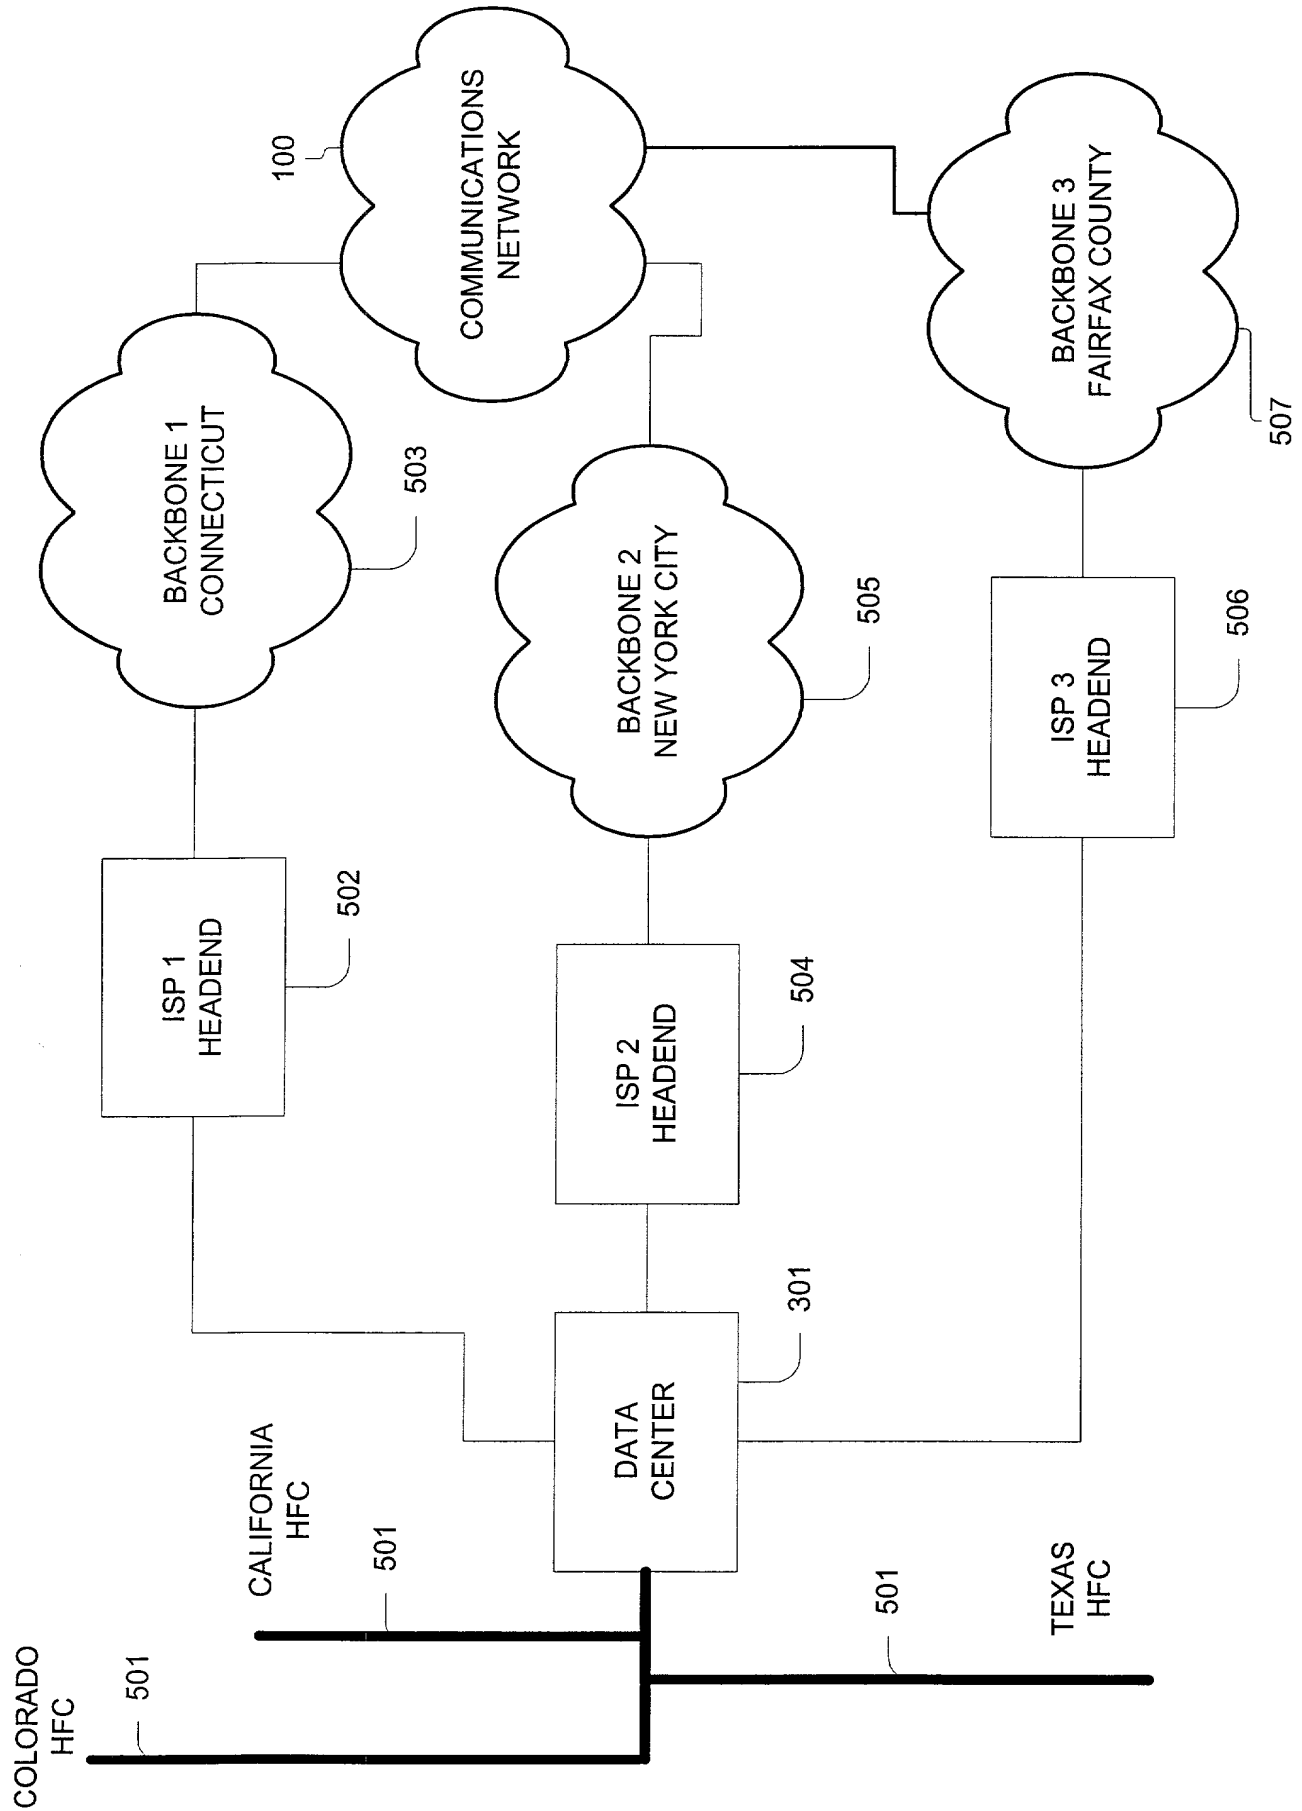 COLORADO
HFC
501
CALIFORNIA
HFC
501
TEXAS
HFC
501
DATA
CENTER
301
ISP 1
HEADEND
502
BACKBONE 1
CONNECTICUT
503
ISP 2
HEADEND
504
BACKBONE 2
NEW YORK CITY
505
ISP 3
HEADEND
506
BACKBONE 3
FAIRFAX COUNTY
507
COMMUNICATIONS
NETWORK
100